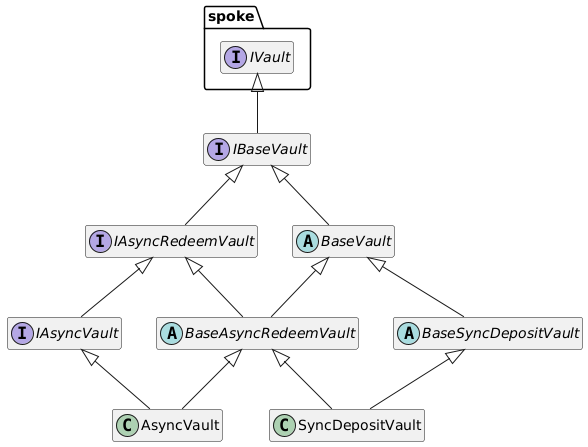 spoke
I IVault
I IBaseVault
I IAsyncRedeemVault
A BaseVault
I IAsyncVault
A BaseAsyncRedeemVault
A BaseSyncDepositVault
C AsyncVault
C SyncDepositVault